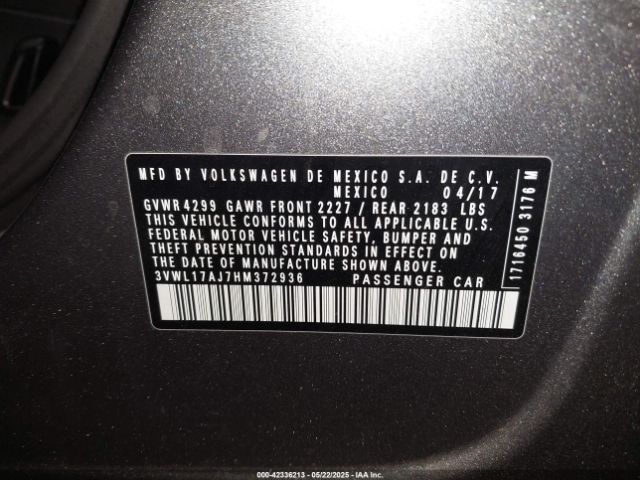 MFD BY VOLKSWAGEN DE MEXICO S.A. DE C.V.
MEXICO 04/17
GVWR 4299 GAWR FRONT 2227 / REAR 2183 LBS
THIS VEHICLE CONFORMS TO ALL APPLICABLE U.S.
FEDERAL MOTOR VEHICLE SAFETY, BUMPER AND
THEFT PREVENTION STANDARDS IN EFFECT ON
THE DATE OF MANUFACTURE SHOWN ABOVE.
3VWL17AJ7HM372936 PASSENGER CAR
1716450 3176 M
000-42336213 - 05/22/2025 - IAA Inc.